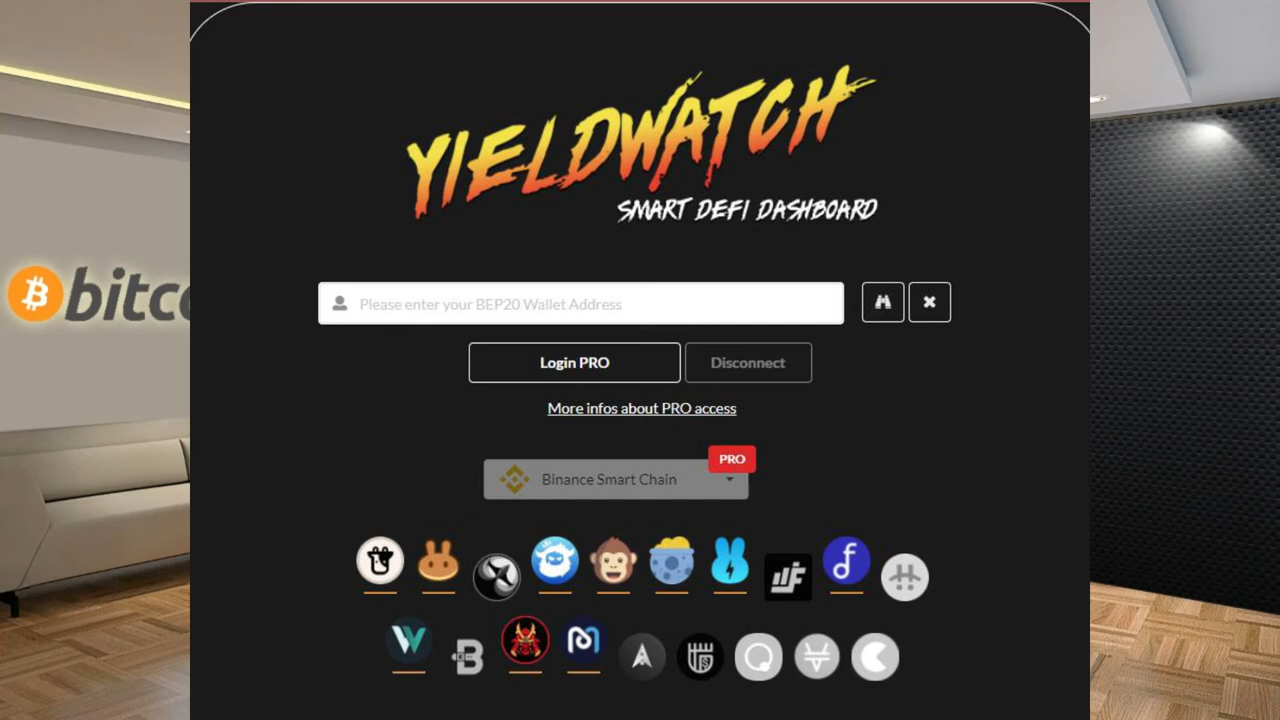 YIELDWATCH
SMART DEFI DASHBOARD
bitco
Please enter your BEP20 Wallet Address
Login PRO
Disconnect
More infos about PRO access
PRO
Binance Smart Chain